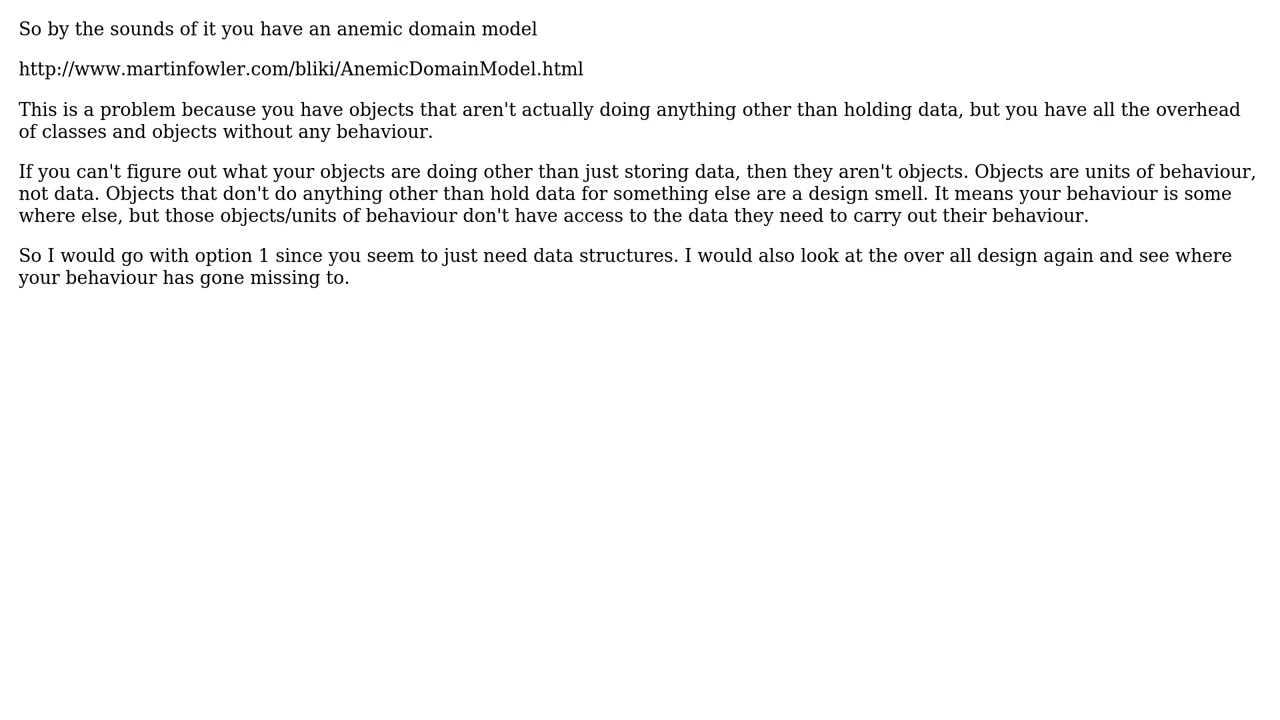 So by the sounds of it you have an anemic domain model
http://www.martinfowler.com/bliki/AnemicDomainModel.html
This is a problem because you have objects that aren't actually doing anything other than holding data, but you have all the overhead
of classes and objects without any behaviour.
If you can't figure out what your objects are doing other than just storing data, then they aren't objects. Objects are units of behaviour,
not data. Objects that don't do anything other than hold data for something else are a design smell. It means your behaviour is some
where else, but those objects/units of behaviour don't have access to the data they need to carry out their behaviour.
So I would go with option 1 since you seem to just need data structures. I would also look at the over all design again and see where
your behaviour has gone missing to.